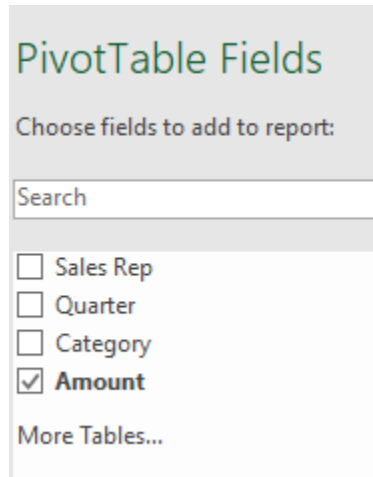 PivotTable Fields
Choose fields to add to report:
Search
Sales Rep
Quarter
Category
Amount
More Tables...